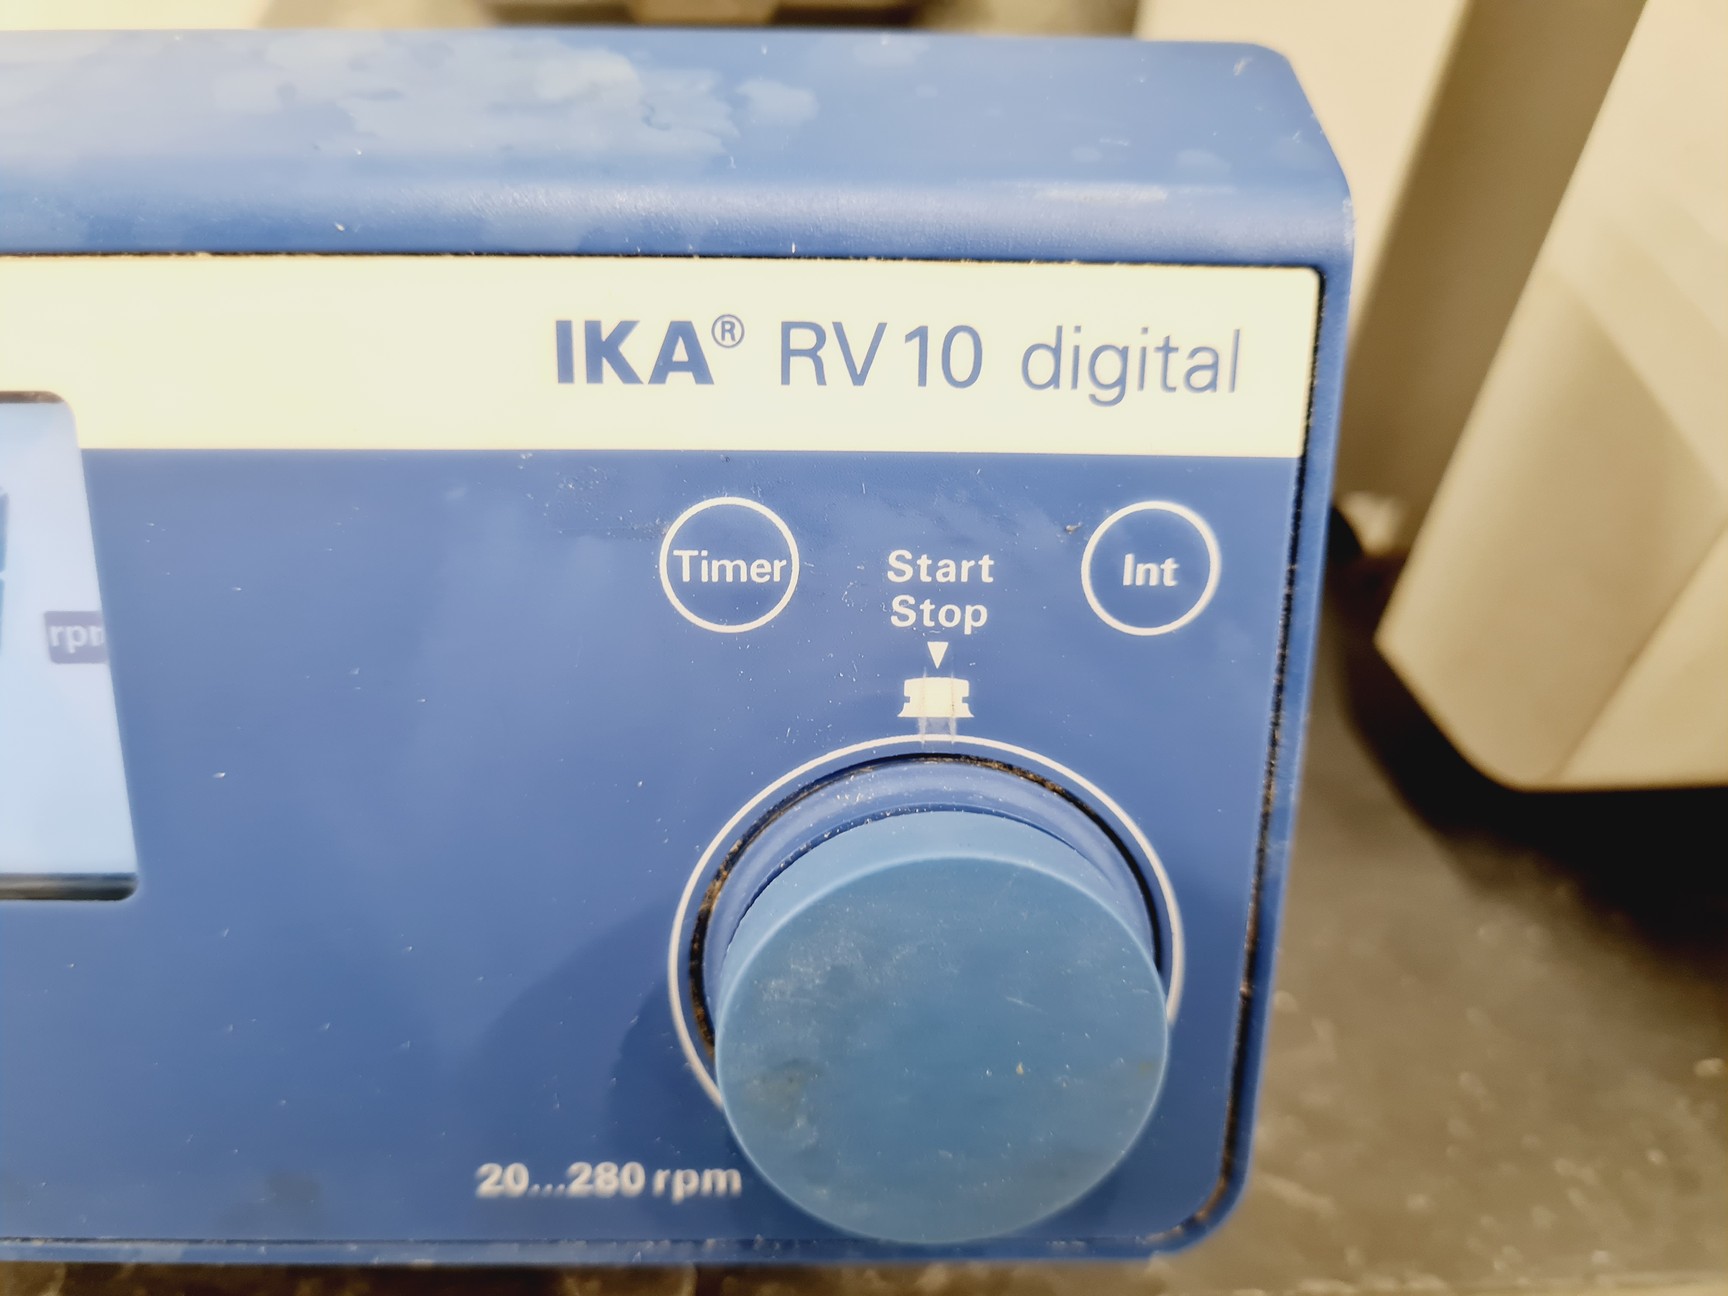 IKA® RV 10 digital
Timer
Start
Stop
Int
20...280 rpm